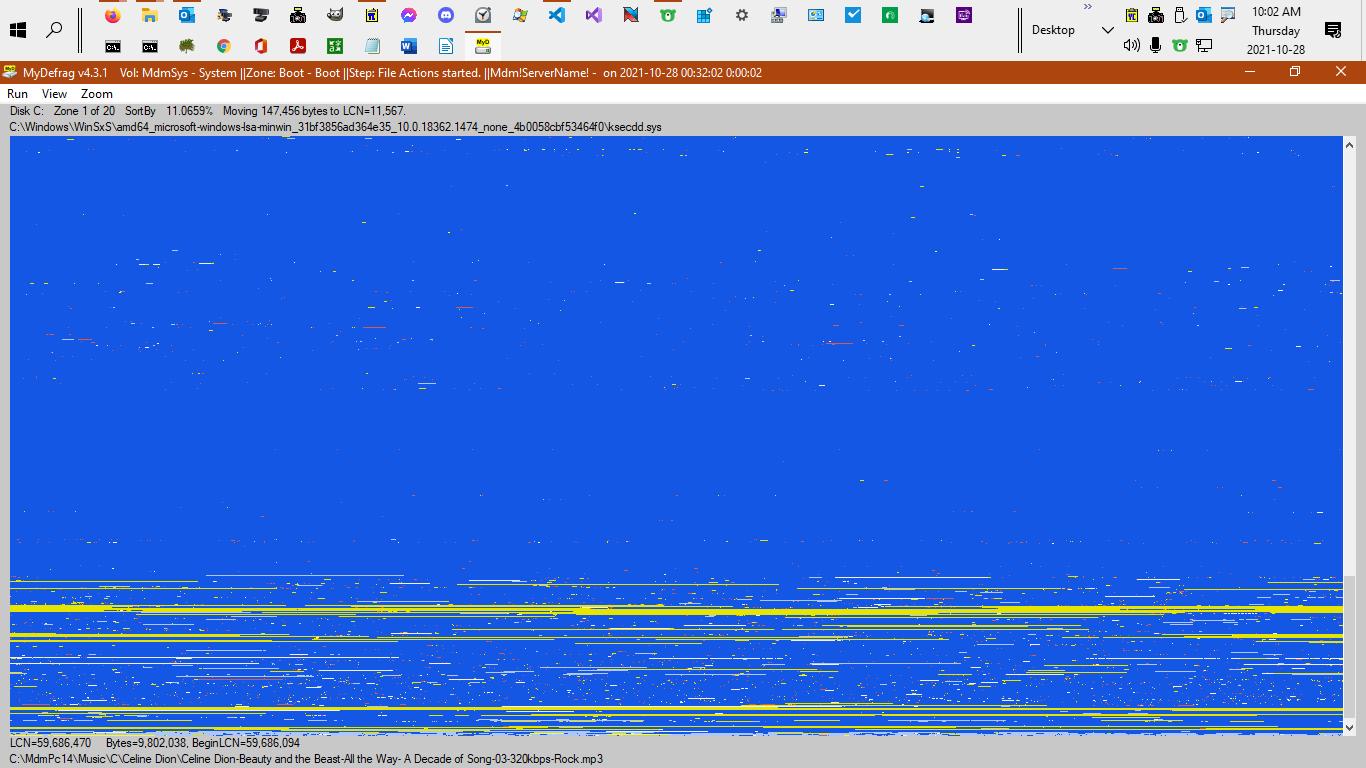 10:02 AM
Desktop
Thursday
2021-10-28
MyDefrag v4.3.1 Vol: MdmSys - System ||Zone: Boot - Boot ||Step: File Actions started. ||Mdm!ServerName! - on 2021-10-28 00:32:02 0:00:02
Run View Zoom
Disk C: Zone 1 of 20 SortBy 11.0659% Moving 147,456 bytes to LCN=11,567.
C:\Windows\WinSxS\amd64_microsoft-windows-lsa-minwin_31bf3856ad364e35_10.0.18362.1474_none_4b0058cbf53464f0\ksecdd.sys
LCN=59,686,470 Bytes=9,802,038, BeginLCN=59,686,094
C:\MdmPc14\Music\C\Celine Dion\Celine Dion-Beauty and the Beast-All the Way- A Decade of Song-03-320kbps-Rock.mp3